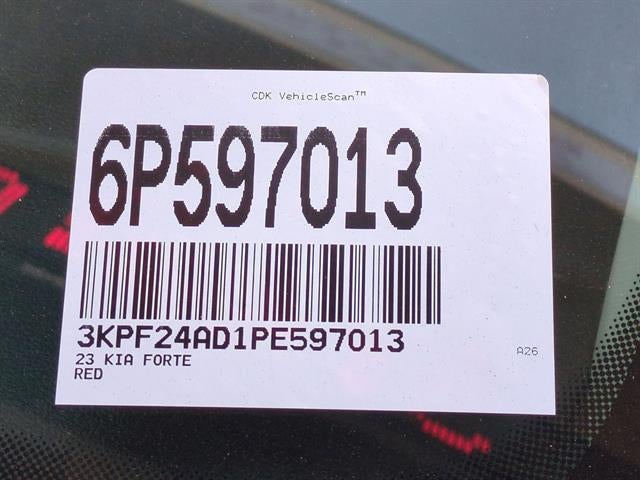 CDK VehicleScan™
6P597013
3KPF24AD1PE597013
23 KIA FORTE
RED
A26